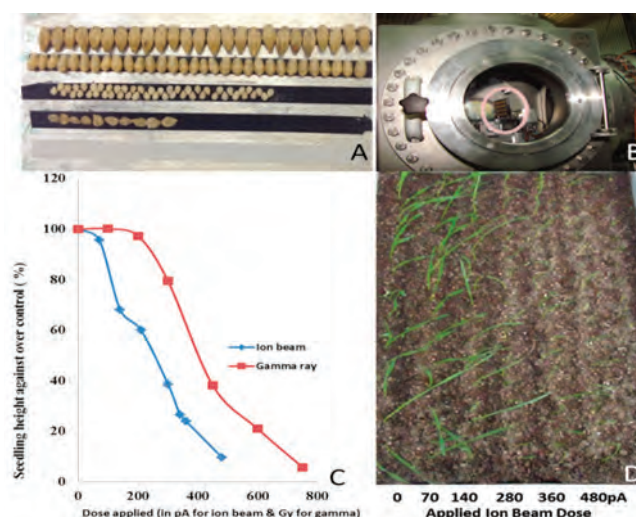 A
B
120
100
80
60
40
20
0
Seedling height against over control ( %)
Ion beam
Gamma ray
0 200 400 600 800
Dose applied (in pA for ion beam & Gy for gamma)
C
D
0 70 140 280 360 480pA
Applied Ion Beam Dose